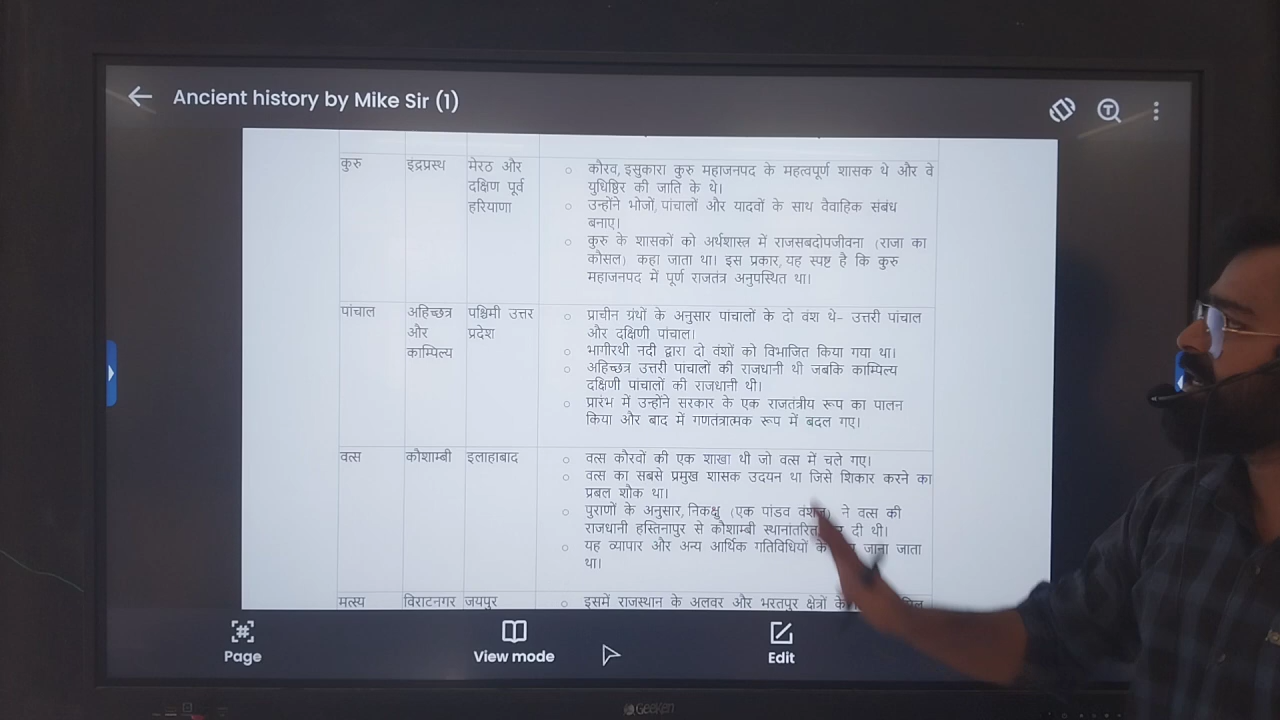 Ancient history by Mike Sir (1)
कुरु
इंद्रप्रस्थ
मेरठ और
दक्षिण पूर्व
हरियाणा
कौरव, इसुकारा कुरु महाजनपद के महत्वपूर्ण शासक थे और वे
युधिष्ठिर की जाति के थे।
उन्होंने भोजों, पांचालों और यादवों के साथ वैवाहिक संबंध
बनाए।
कुरु के शासकों को अर्थशास्त्र में राजसबदोपजीवना (राजा का
कौसल) कहा जाता था। इस प्रकार, यह स्पष्ट है कि कुरु
महाजनपद में पूर्ण राजतंत्र अनुपस्थित था।
पांचाल
अहिच्छत्र
और
काम्पिल्य
पश्चिमी उत्तर
प्रदेश
प्राचीन ग्रंथों के अनुसार पांचालों के दो वंश थे- उत्तरी पांचाल
और दक्षिणी पांचाल।
भागीरथी नदी द्वारा दो वंशों को विभाजित किया गया था।
अहिच्छत्र उत्तरी पांचालों की राजधानी थी जबकि काम्पिल्य
दक्षिणी पांचालों की राजधानी थी।
प्रारंभ में उन्होंने सरकार के एक राजतंत्रीय रूप का पालन
किया और बाद में गणतंत्रात्मक रूप में बदल गए।
वत्स
कौशाम्बी
इलाहाबाद
वत्स कौरवों की एक शाखा थी जो वत्स में चले गए।
वत्स का सबसे प्रमुख शासक उदयन था जिसे शिकार करने का
प्रबल शौक था।
पुराणों के अनुसार, निकक्षु (एक पांडव वंशज) ने वत्स की
राजधानी हस्तिनापुर से कौशाम्बी स्थानांतरित दी थी।
यह व्यापार और अन्य आर्थिक गतिविधियों के जाना जाता
था।
मत्स्य
विराटनगर
जयपुर
इसमें राजस्थान के अलवर और भरतपुर क्षेत्रों के
Page
View mode
Edit